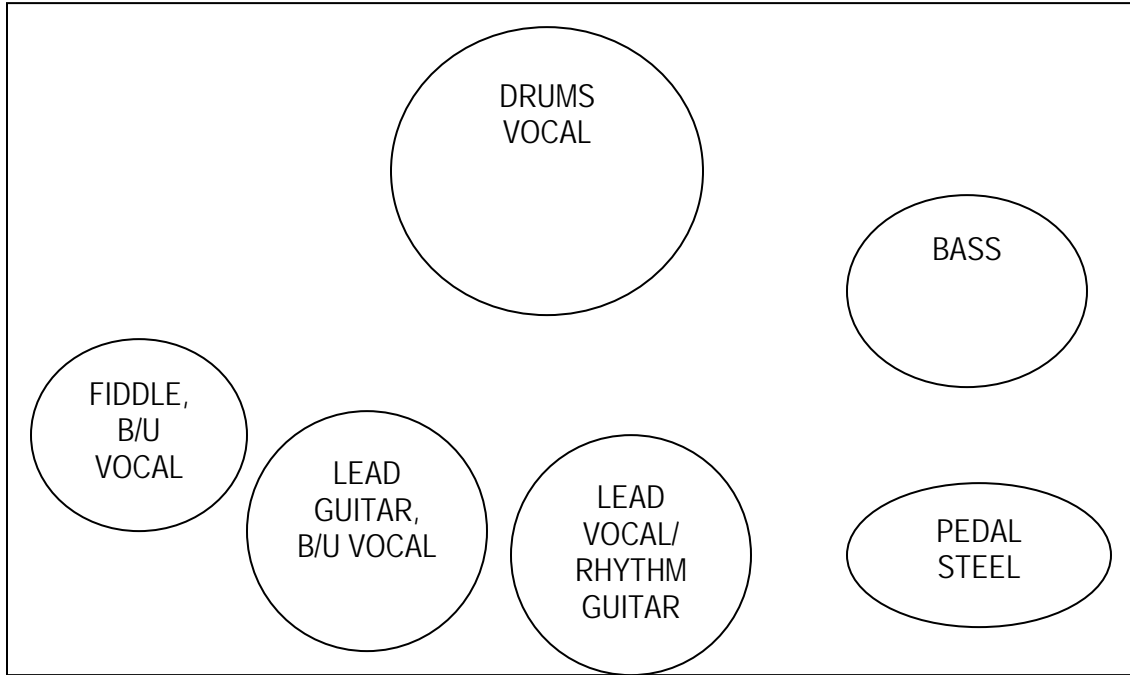 DRUMS
VOCAL
BASS
FIDDLE,
B/U
VOCAL
LEAD
GUITAR,
B/U VOCAL
LEAD
VOCAL/
RHYTHM
GUITAR
PEDAL
STEEL